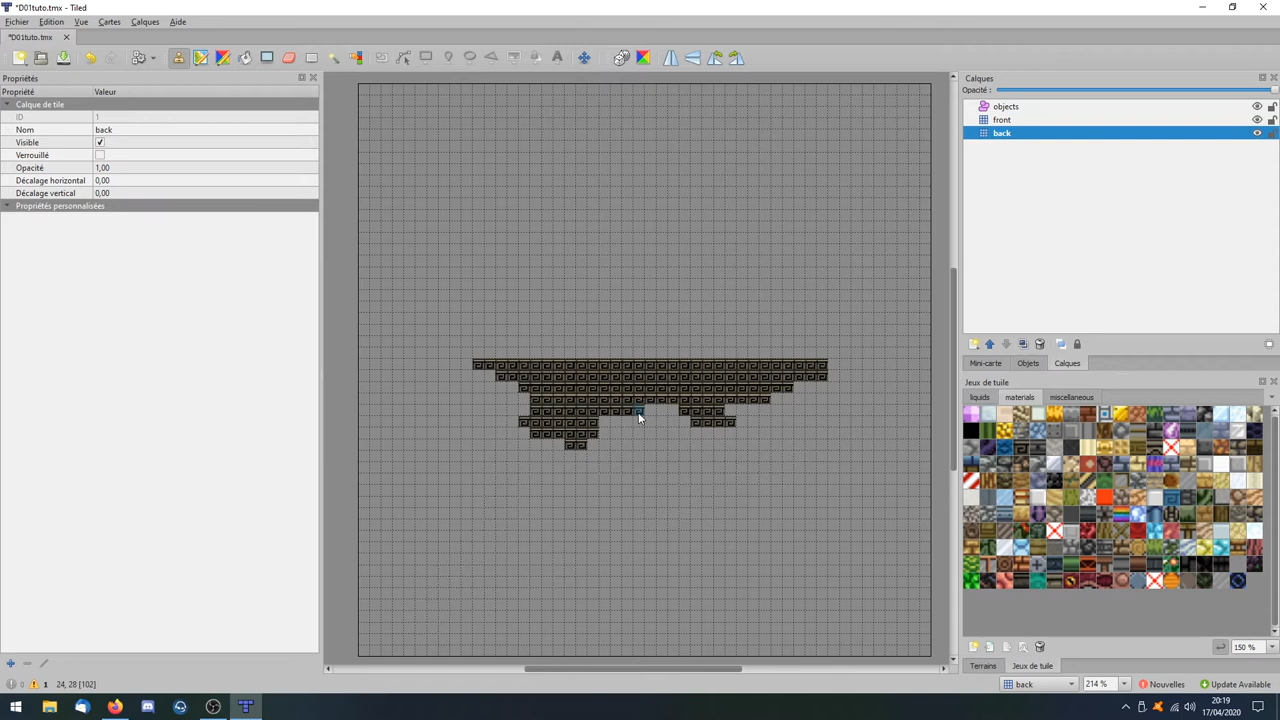 *D01tuto.tmx - Tiled
Fichier Edition Vue Cartes Calques Aide
*D01tuto.tmx
Propriétés
Propriété Valeur
Calque de tile
ID 1
Nom back
Visible
Verrouillé
Opacité 1,00
Décalage horizontal 0,00
Décalage vertical 0,00
Propriétés personnalisées
Calques
Opacité :
objects
front
back
Mini-carte Objets Calques
Jeux de tuile
liquids materials miscellaneous
150 %
Terrains Jeux de tuile
0 1 24, 28 [102] back 214 % Nouvelles Update Available
20:19
17/04/2020